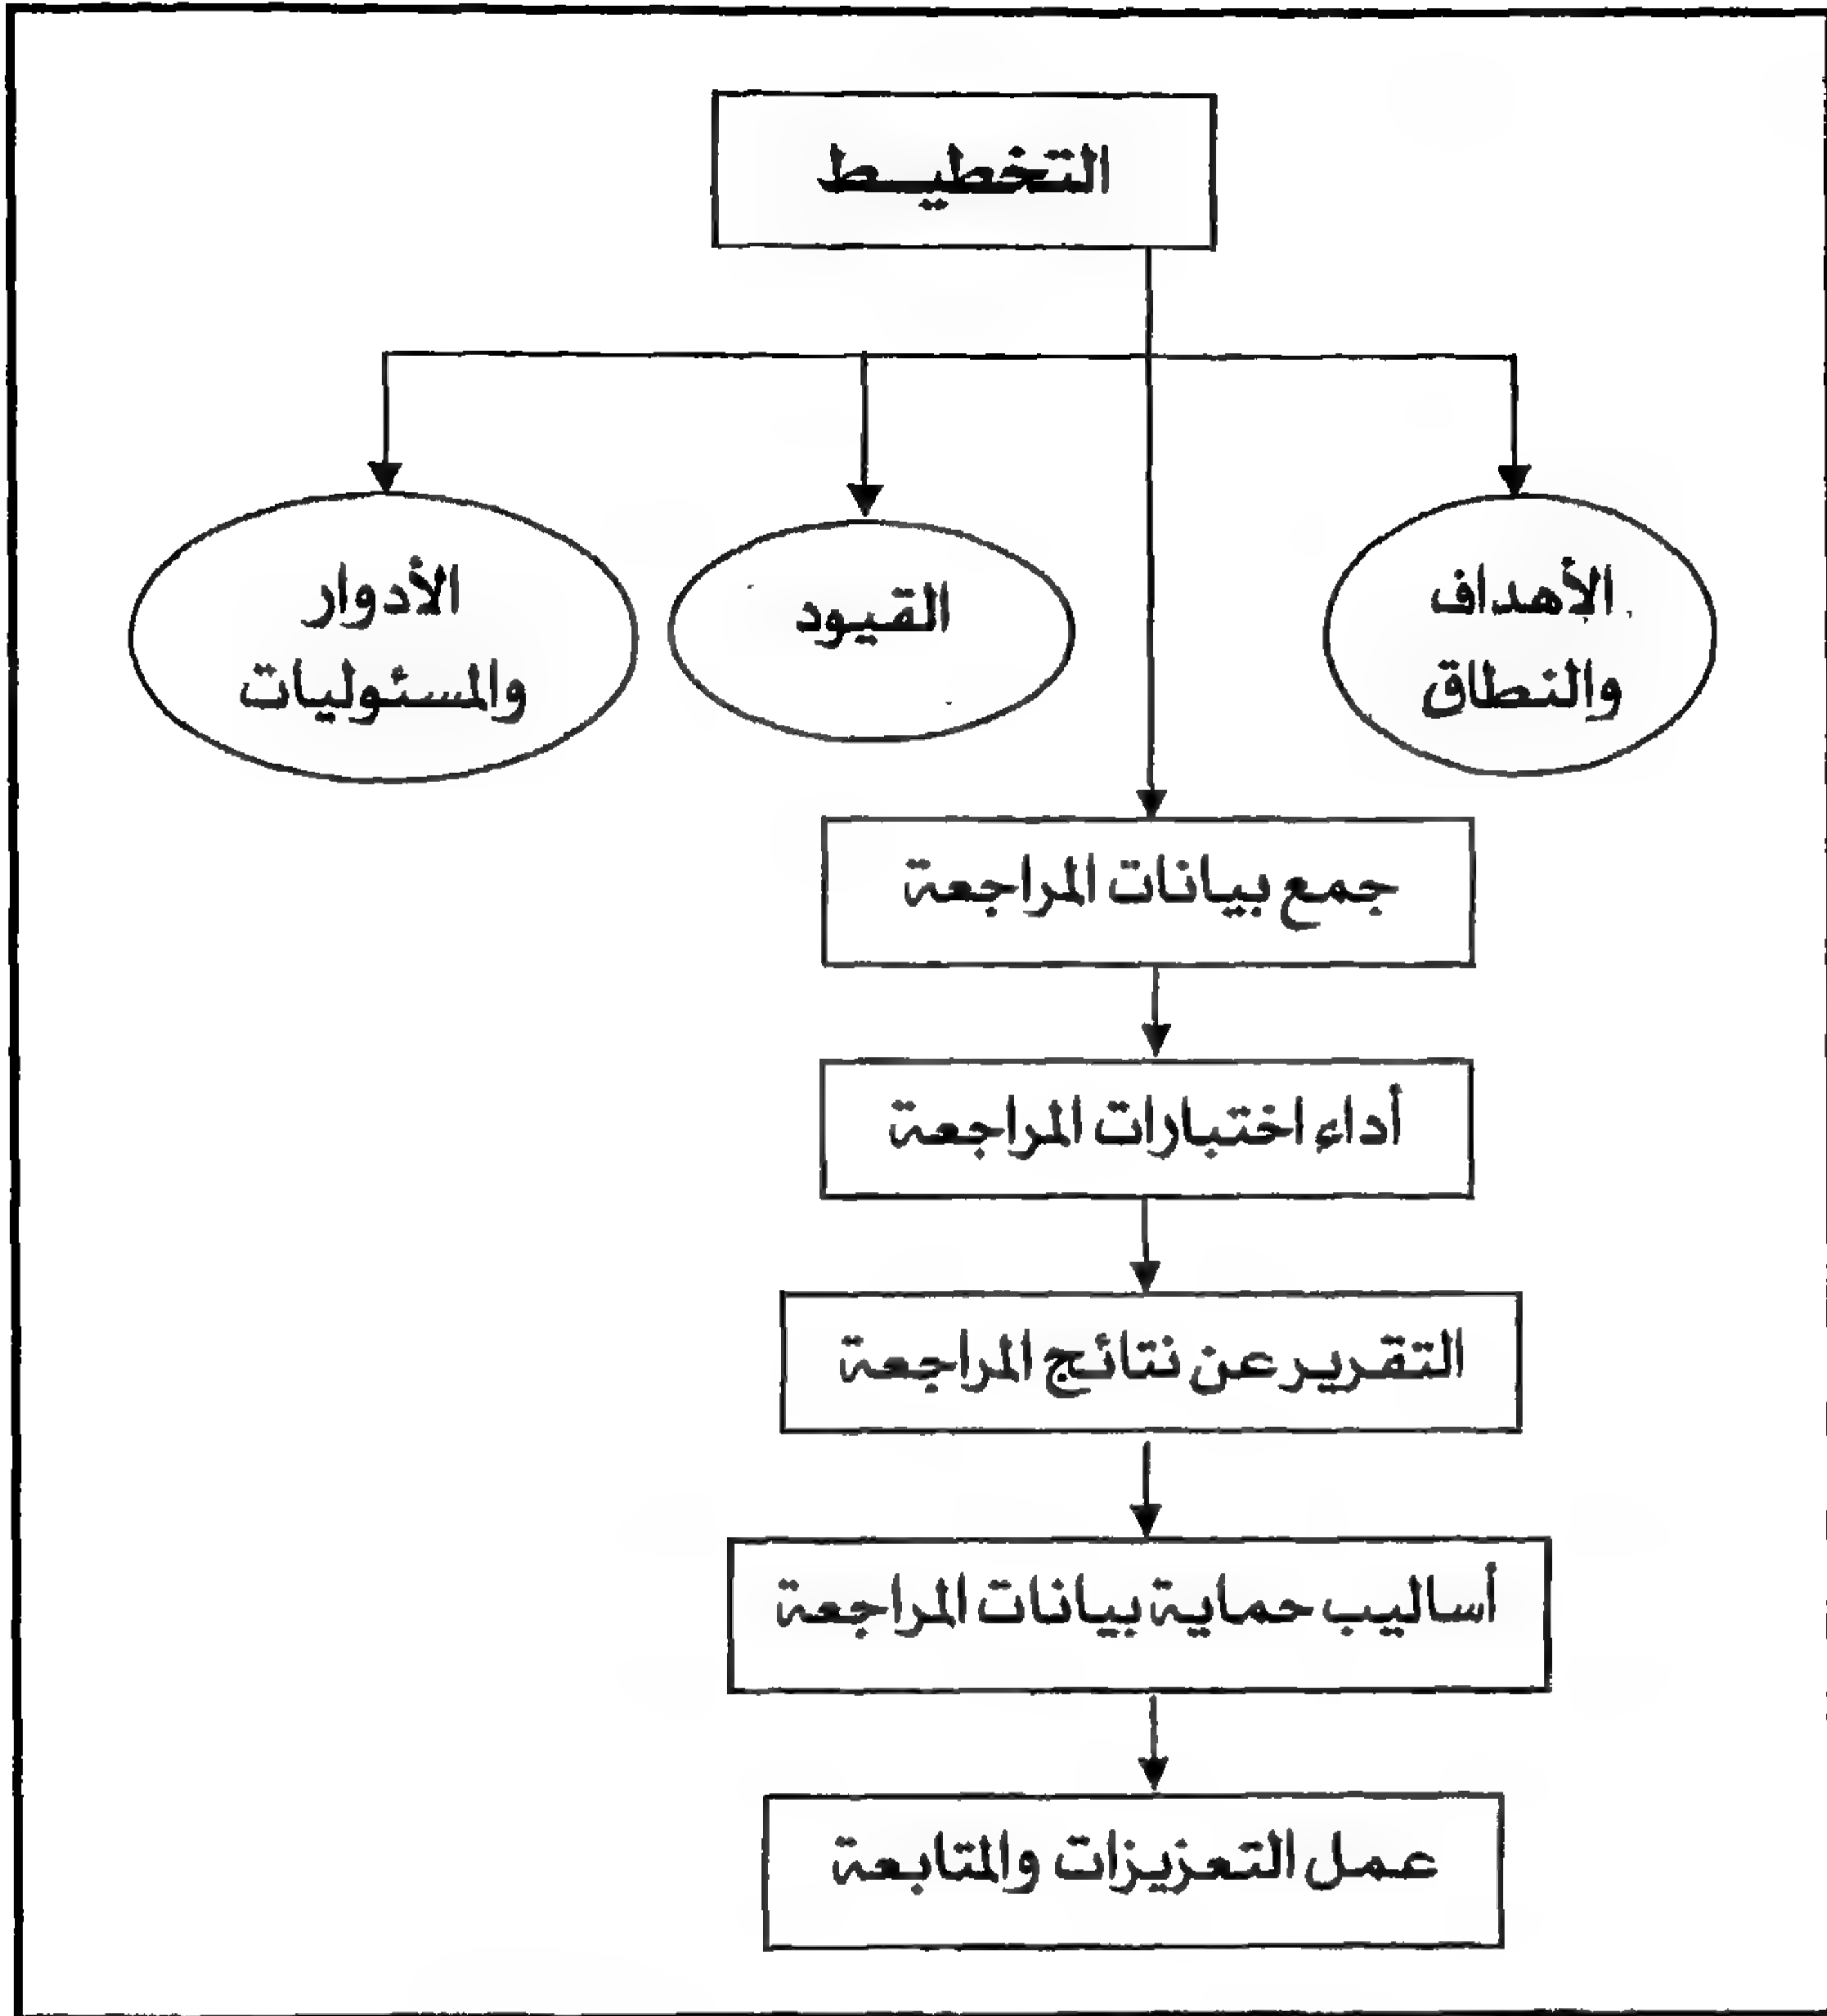 التخطيط
الأهداف
والنطاق
القيود
الأدوار
والمسئوليات
جمع بيانات المراجعة
أداء اختبارات المراجعة
التقرير عن نتائج المراجعة
أساليب حماية بيانات المراجعة
عمل التعزيزات والمتابعة